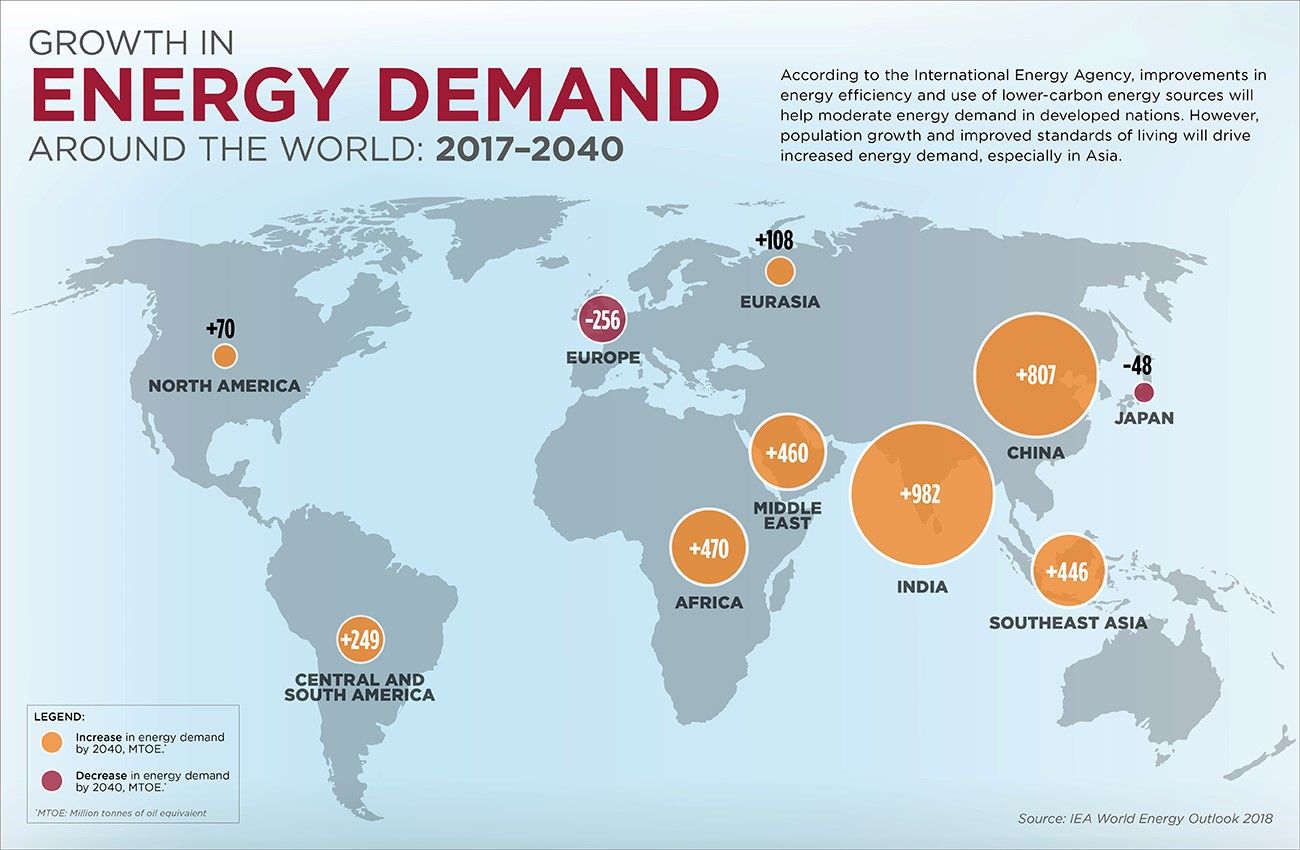 GROWTH IN
ENERGY DEMAND
AROUND THE WORLD: 2017–2040
According to the International Energy Agency, improvements in
energy efficiency and use of lower-carbon energy sources will
help moderate energy demand in developed nations. However,
population growth and improved standards of living will drive
increased energy demand, especially in Asia.
+108
EURASIA
+70
NORTH AMERICA
-256
EUROPE
+807
CHINA
-48
JAPAN
+460
MIDDLE
EAST
+982
INDIA
+470
AFRICA
+446
SOUTHEAST ASIA
+249
CENTRAL AND
SOUTH AMERICA
LEGEND:
Increase in energy demand
by 2040, MTOE.*
Decrease in energy demand
by 2040, MTOE.*
*MTOE: Million tonnes of oil equivalent
Source: IEA World Energy Outlook 2018